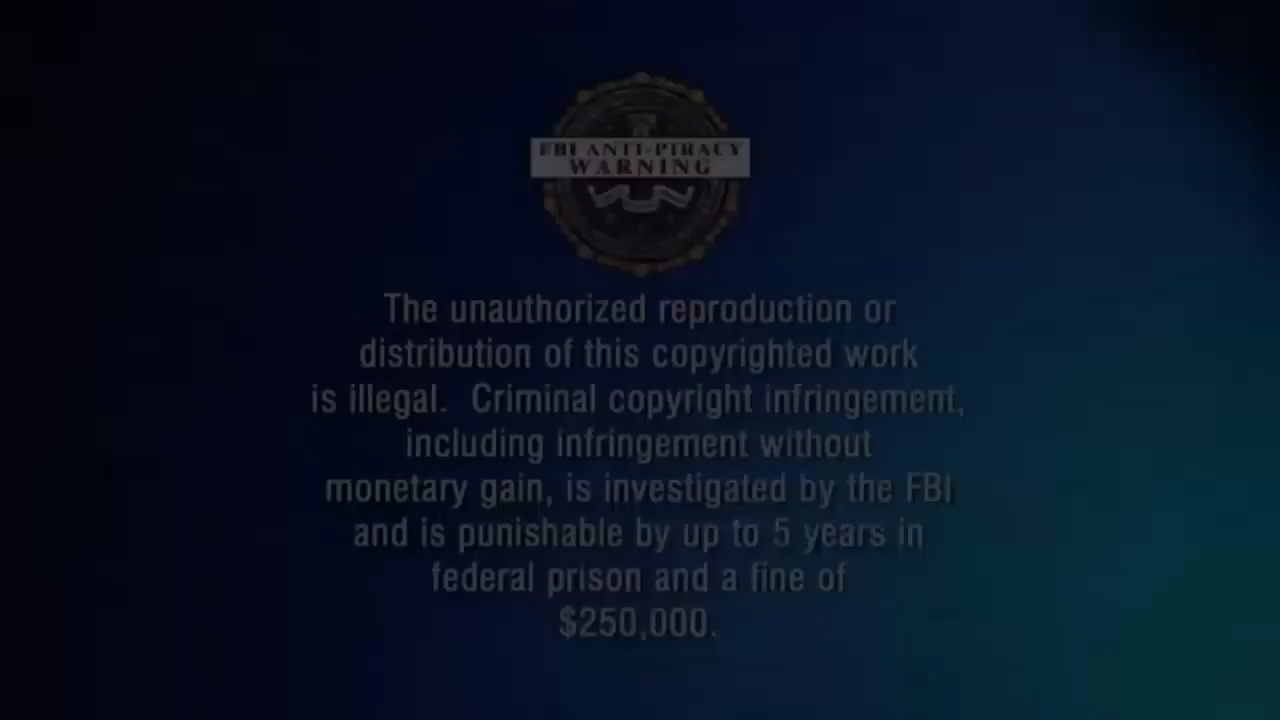 FBI ANTI-PIRACY
WARNING
The unauthorized reproduction or
distribution of this copyrighted work
is illegal.  Criminal copyright infringement,
including infringement without
monetary gain, is investigated by the FBI
and is punishable by up to 5 years in
federal prison and a fine of
$250,000.